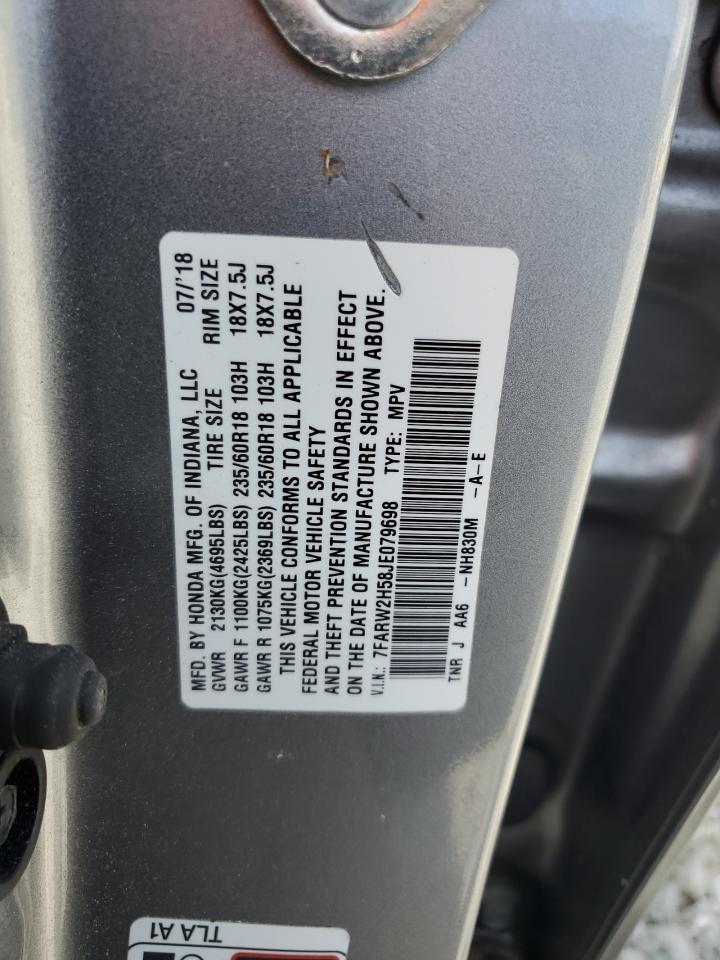 MFD. BY HONDA MFG. OF INDIANA, LLC 07/'18
GVWR 2130KG(4695LBS) TIRE SIZE RIM SIZE
GAWR F 1100KG(2425LBS) 235/60R18 103H 18X7.5J
GAWR R 1075KG(2369LBS) 235/60R18 103H 18X7.5J
THIS VEHICLE CONFORMS TO ALL APPLICABLE
FEDERAL MOTOR VEHICLE SAFETY
AND THEFT PREVENTION STANDARDS IN EFFECT
ON THE DATE OF MANUFACTURE SHOWN ABOVE.
V.I.N.: 7FARW2H58JE079698 TYPE: MPV
TNR J AA6 -NH830M -A-E
TLA A1